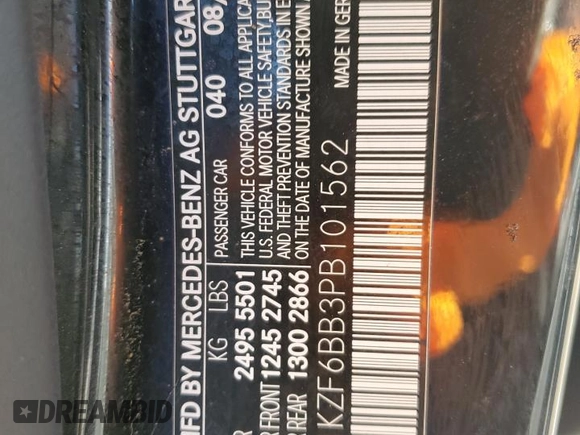 MFD BY MERCEDES-BENZ AG STUTTGAR
KG LBS PASSENGER CAR 040 08/
2495 5501 THIS VEHICLE CONFORMS TO ALL APPLICA
FRONT 1245 2745 U.S. FEDERAL MOTOR VEHICLE SAFETY, BU
REAR 1300 2866 AND THEFT PREVENTION STANDARDS IN E
ON THE DATE OF MANUFACTURE SHOWN A
KZF6BB3PB101562 MADE IN GER
DREAMBID